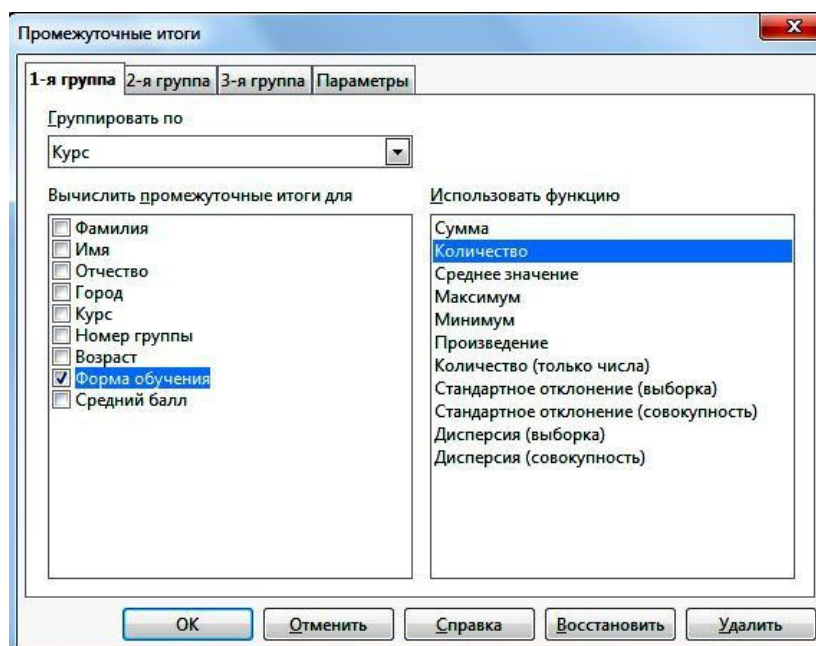 Промежуточные итоги
1-я группа 2-я группа 3-я группа Параметры
Группировать по
Курс
Вычислить промежуточные итоги для
Фамилия
Имя
Отчество
Город
Курс
Номер группы
Возраст
Форма обучения
Средний балл
Использовать функцию
Сумма
Количество
Среднее значение
Максимум
Минимум
Произведение
Количество (только числа)
Стандартное отклонение (выборка)
Стандартное отклонение (совокупность)
Дисперсия (выборка)
Дисперсия (совокупность)
ОК Отменить Справка Восстановить Удалить